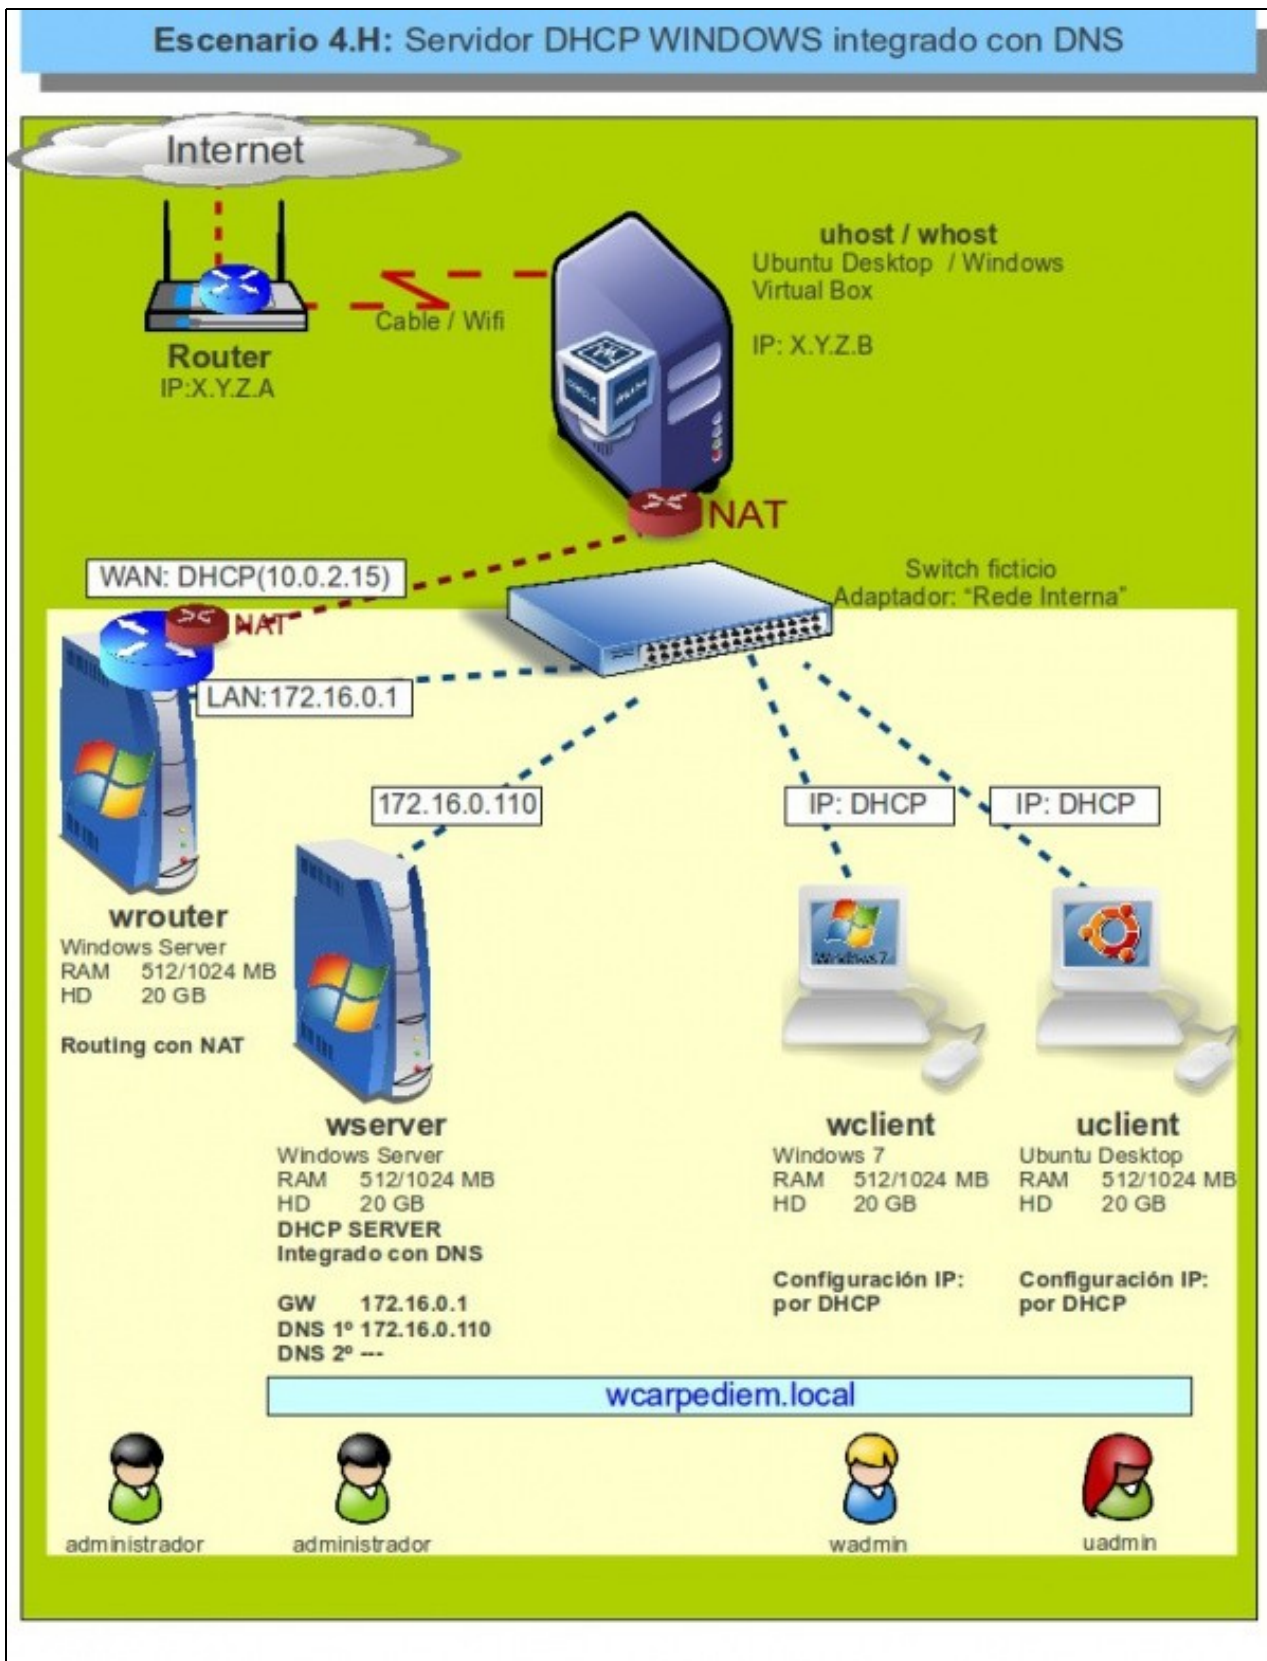 Escenario 4.H: Servidor DHCP WINDOWS integrado con DNS
Internet
uhost / whost
Ubuntu Desktop / Windows
Virtual Box
IP: X.Y.Z.B
Cable / Wifi
Router
IP:X.Y.Z.A
NAT
WAN: DHCP(10.0.2.15)
Switch ficticio
Adaptador: “Rede Interna”
NAT
LAN:172.16.0.1
172.16.0.110
IP: DHCP
IP: DHCP
wrouter
Windows Server
RAM 512/1024 MB
HD 20 GB
Routing con NAT
wserver
Windows Server
RAM 512/1024 MB
HD 20 GB
DHCP SERVER
Integrado con DNS
GW 172.16.0.1
DNS 1º 172.16.0.110
DNS 2º ---
Windows 7
wclient
Windows 7
RAM 512/1024 MB
HD 20 GB
Configuración IP:
por DHCP
uclient
Ubuntu Desktop
RAM 512/1024 MB
HD 20 GB
Configuración IP:
por DHCP
wcarpediem.local
administrador
administrador
wadmin
uadmin